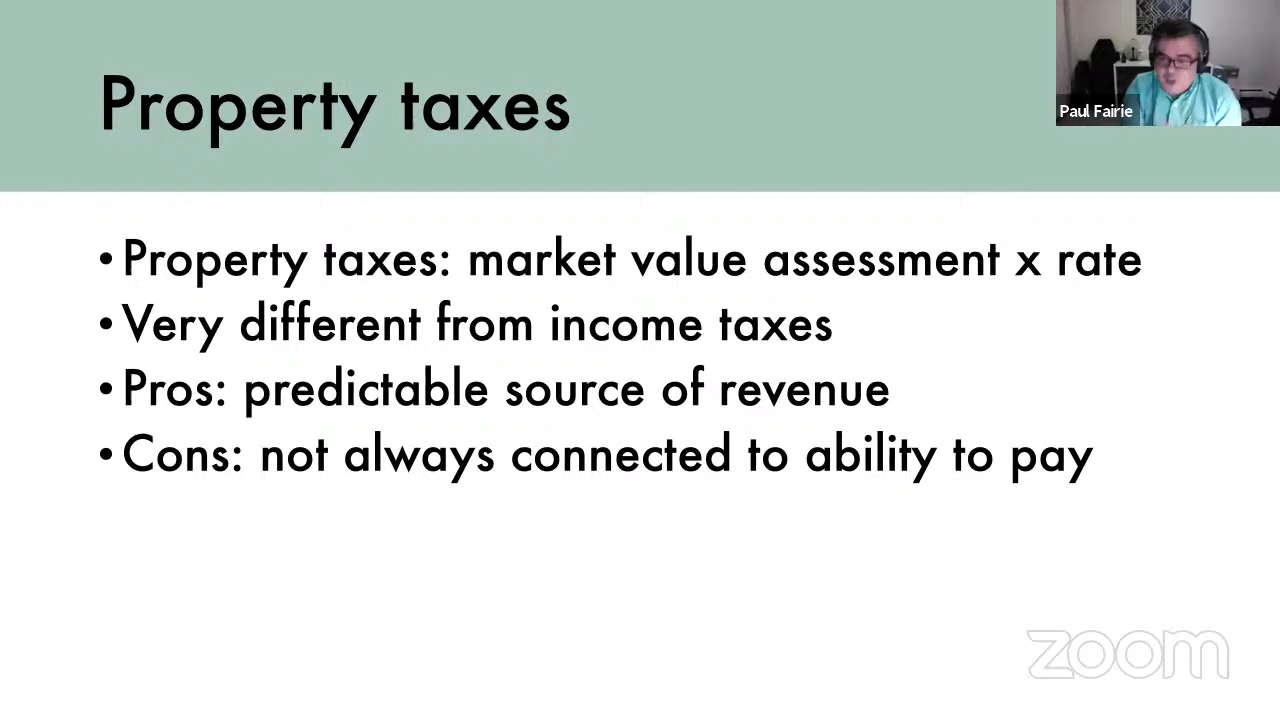 Property taxes
Paul Fairie
• Property taxes: market value assessment x rate
• Very different from income taxes
• Pros: predictable source of revenue
• Cons: not always connected to ability to pay
zoom